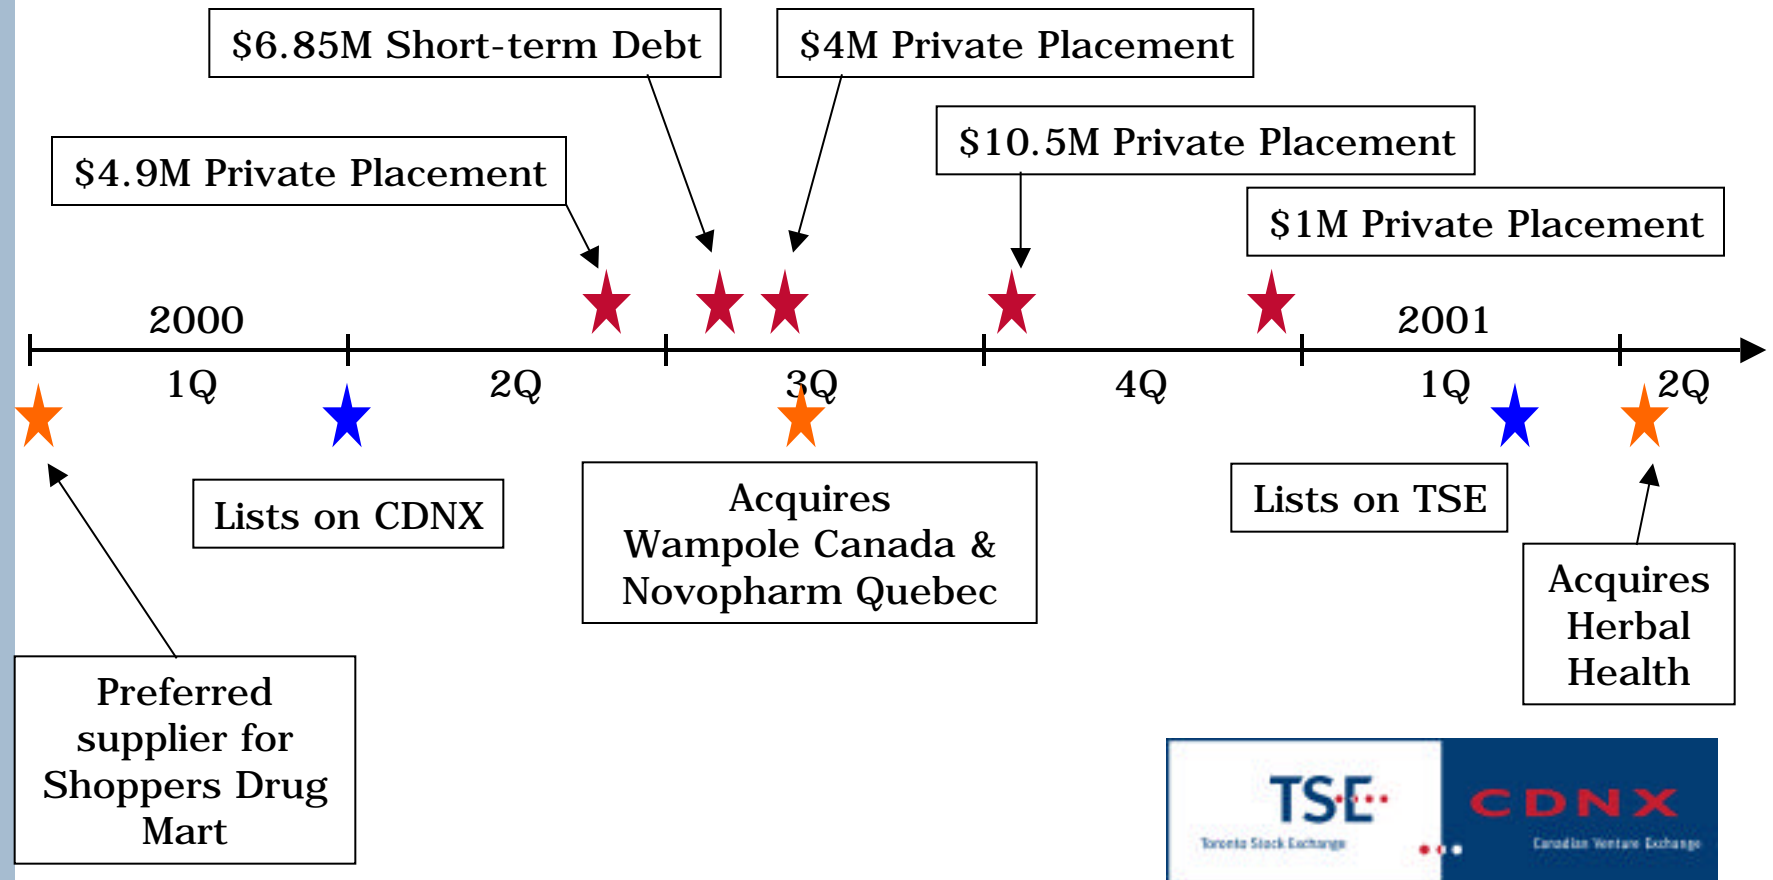 $6.85M Short-term Debt
$4M Private Placement
$10.5M Private Placement
$4.9M Private Placement
$1M Private Placement
2000
2001
1Q
2Q
3Q
4Q
1Q
2Q
Lists on CDNX
Acquires
Wampole Canada &
Novopharm Quebec
Lists on TSE
Acquires
Herbal
Health
Preferred
supplier for
Shoppers Drug
Mart
TSE
Toronto Stock Exchange
CDNX
Canadian Venture Exchange